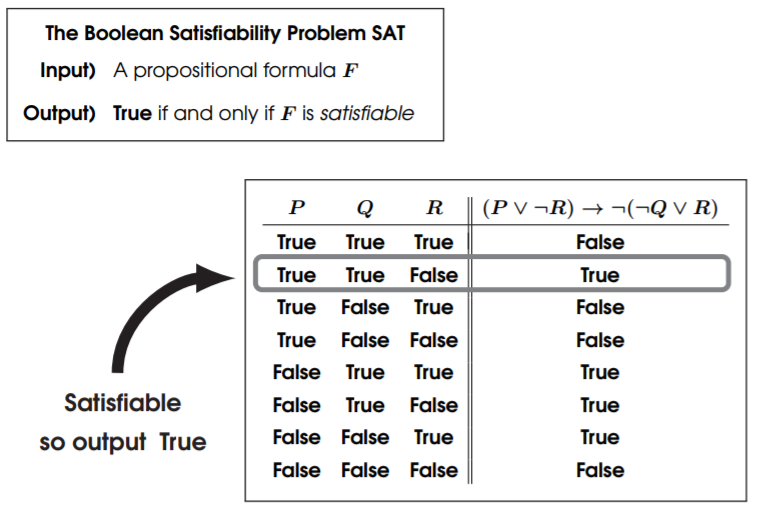 The Boolean Satisfiability Problem SAT
Input) A propositional formula F
Output) True if and only if F is satisfiable
P Q R (P ∨ ¬R) → ¬(¬Q ∨ R)
True True True False
True True False True
True False True False
True False False False
False True True True
False True False True
False False True True
False False False False
Satisfiable
so output True